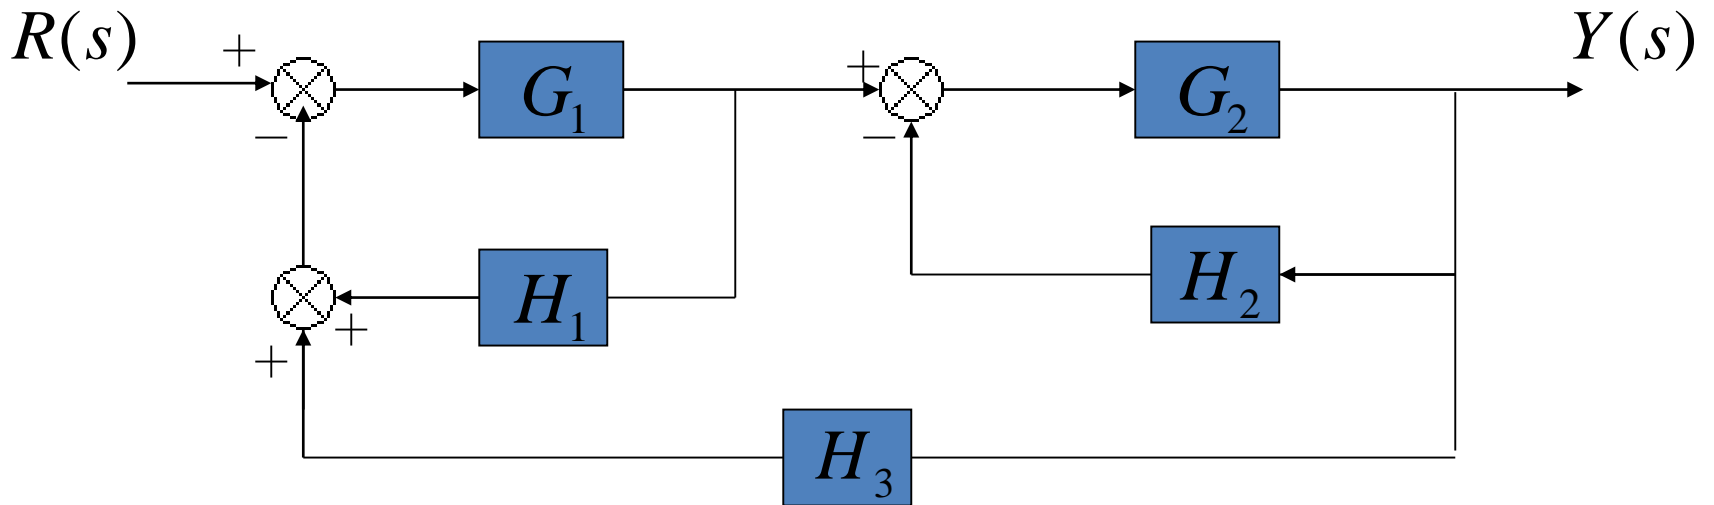 R(s) + − G₁ + − G₂ Y(s)
H₂
+ + H₁
H₃